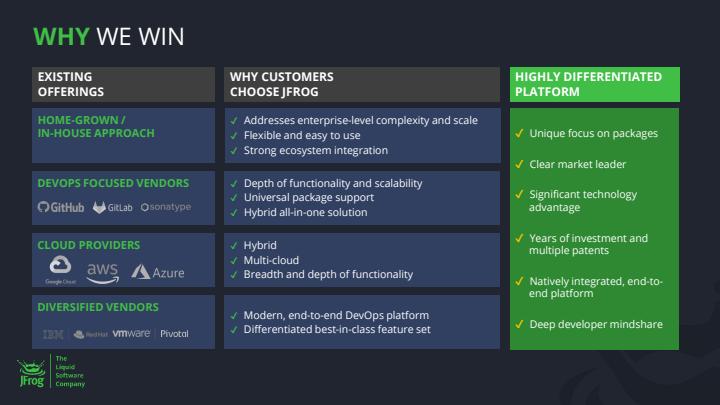 WHY WE WIN
EXISTING
OFFERINGS
WHY CUSTOMERS
CHOOSE JFROG
HIGHLY DIFFERENTIATED
PLATFORM
HOME-GROWN /
IN-HOUSE APPROACH
✓ Addresses enterprise-level complexity and scale
✓ Flexible and easy to use
✓ Strong ecosystem integration
DEVOPS FOCUSED VENDORS
GitHub GitLab sonatype
✓ Depth of functionality and scalability
✓ Universal package support
✓ Hybrid all-in-one solution
CLOUD PROVIDERS
Google Cloud aws Azure
✓ Hybrid
✓ Multi-cloud
✓ Breadth and depth of functionality
DIVERSIFIED VENDORS
IBM RedHat vmware Pivotal
✓ Modern, end-to-end DevOps platform
✓ Differentiated best-in-class feature set
✓ Unique focus on packages
✓ Clear market leader
✓ Significant technology
advantage
✓ Years of investment and
multiple patents
✓ Natively integrated, end-to-
end platform
✓ Deep developer mindshare
JFrog
The
Liquid
Software
Company